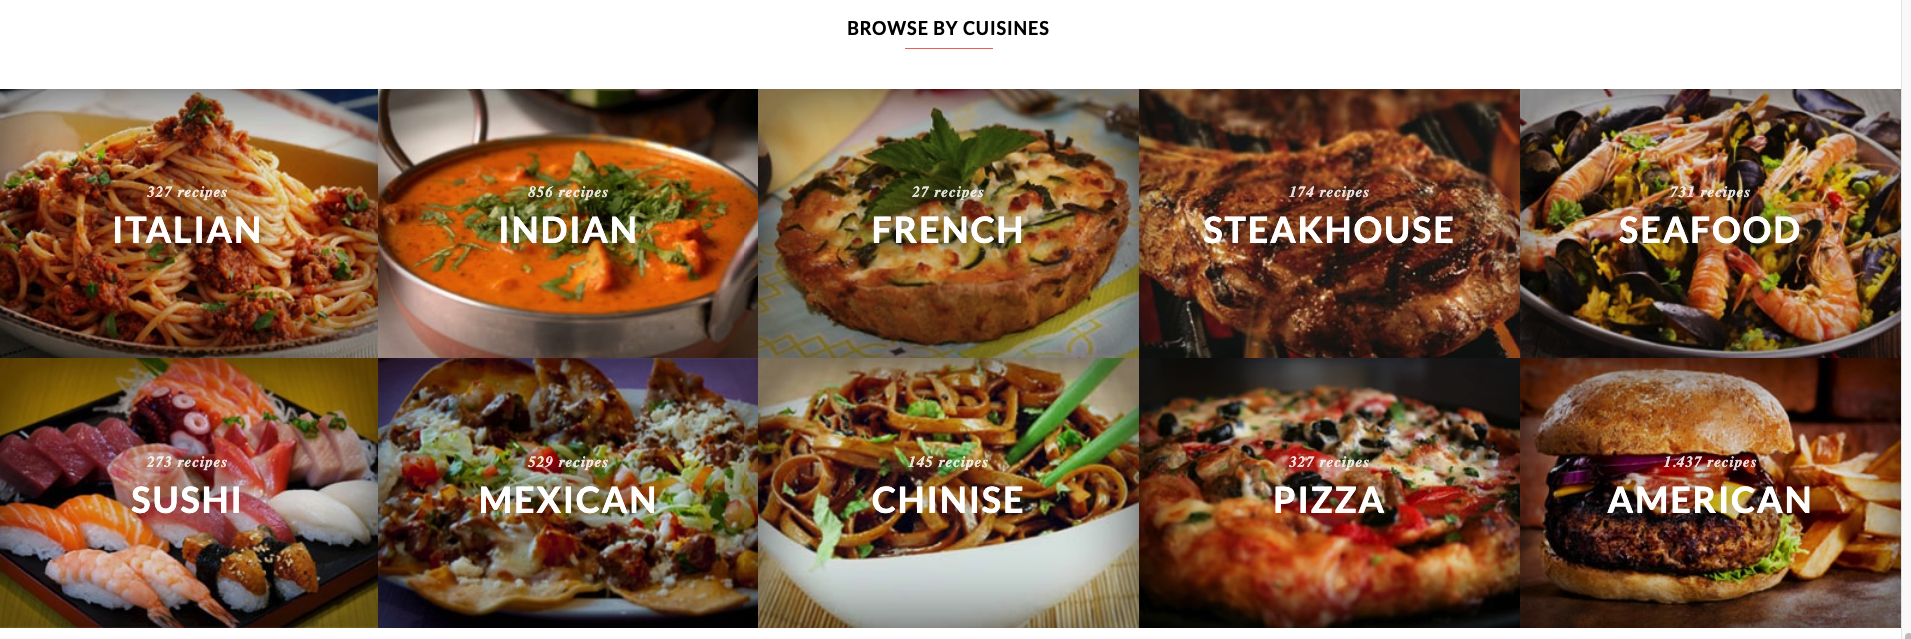 BROWSE BY CUISINES
327 recipes
ITALIAN
856 recipes
INDIAN
27 recipes
FRENCH
174 recipes
STEAKHOUSE
731 recipes
SEAFOOD
273 recipes
SUSHI
529 recipes
MEXICAN
145 recipes
CHINISE
327 recipes
PIZZA
1.437 recipes
AMERICAN